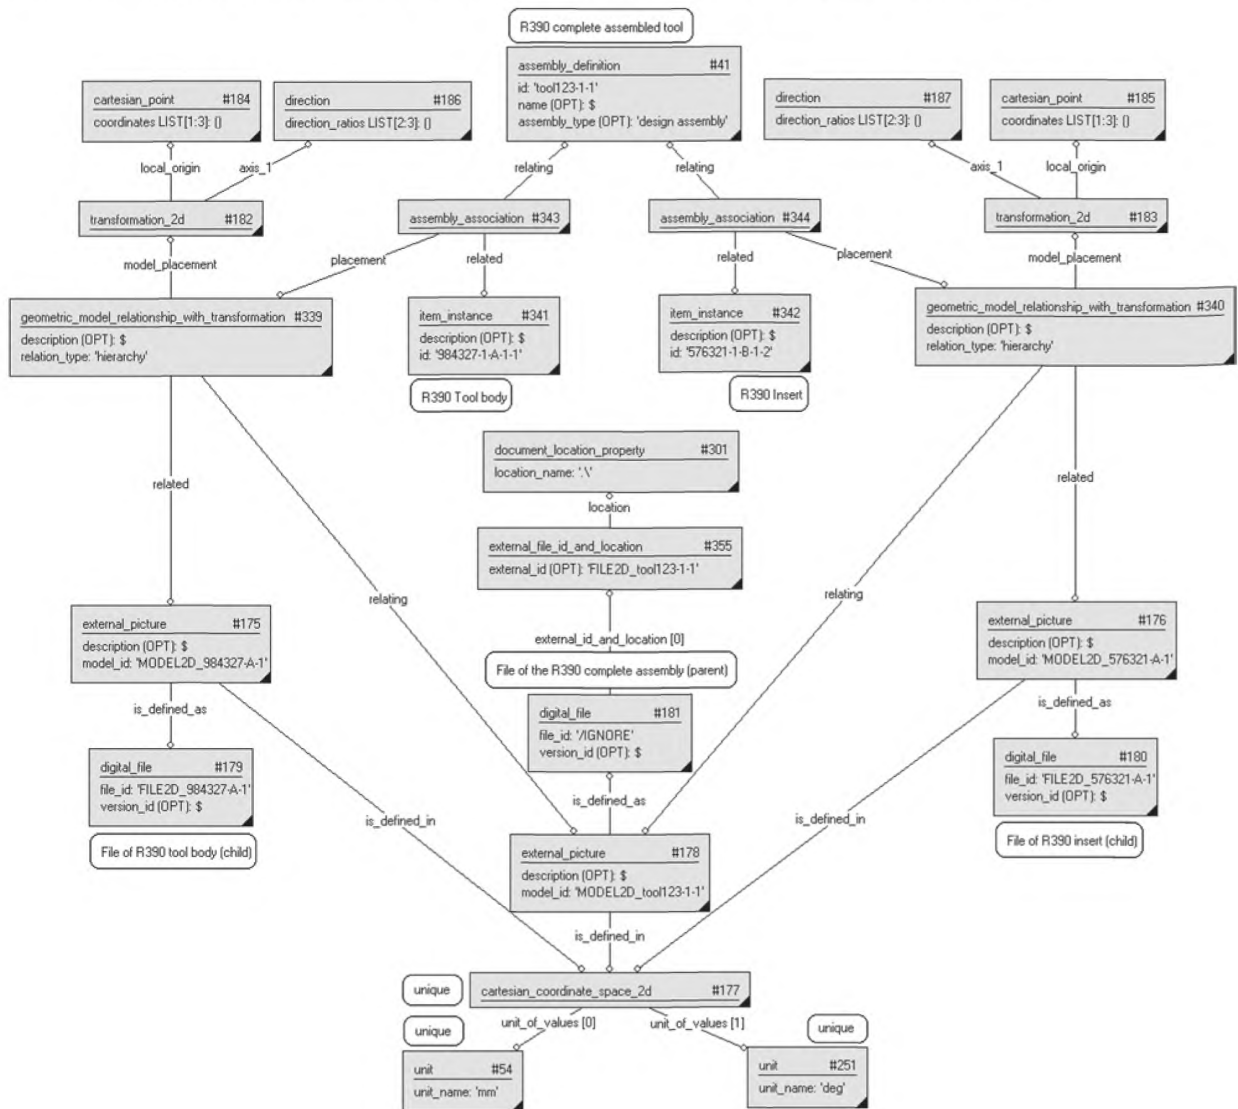 R390 complete assembled tool
assembly_definition #41
id: 'tool123-1-1'
name (OPT): $
assembly_type (OPT): 'design assembly'
cartesian_point #184
coordinates LIST[1:3]: ()
direction #186
direction_ratios LIST[2:3]: ()
direction #187
direction_ratios LIST[2:3]: ()
cartesian_point #185
coordinates LIST[1:3]: ()
local_origin
axis_1
relating
relating
axis_1
local_origin
transformation_2d #182
assembly_association #343
assembly_association #344
transformation_2d #183
model_placement
placement
related
related
placement
model_placement
geometric_model_relationship_with_transformation #339
description (OPT): $
relation_type: 'hierarchy'
item_instance #341
description (OPT): $
id: '984327-1-A-1-1'
R390 Tool body
item_instance #342
description (OPT): $
id: '576321-1-B-1-2'
R390 Insert
geometric_model_relationship_with_transformation #340
description (OPT): $
relation_type: 'hierarchy'
document_location_property #301
location_name: '.\'
related
location
related
external_file_id_and_location #355
external_id (OPT): 'FILE2D_tool123-1-1'
relating
relating
external_picture #175
description (OPT): $
model_id: 'MODEL2D_984327-A-1'
external_id_and_location [0]
File of the R390 complete assembly (parent)
external_picture #176
description (OPT): $
model_id: 'MODEL2D_576321-A-1'
is_defined_as
is_defined_as
digital_file #181
file_id: '/IGNORE'
version_id (OPT): $
digital_file #179
file_id: 'FILE2D_984327-A-1'
version_id (OPT): $
File of R390 tool body (child)
digital_file #180
file_id: 'FILE2D_576321-A-1'
version_id (OPT): $
File of R390 insert (child)
is_defined_in
is_defined_as
is_defined_in
external_picture #178
description (OPT): $
model_id: 'MODEL2D_tool123-1-1'
is_defined_in
unique
cartesian_coordinate_space_2d #177
unique
unit_of_values [0]
unit_of_values [1]
unique
unit #54
unit_name: 'mm'
unit #251
unit_name: 'deg'